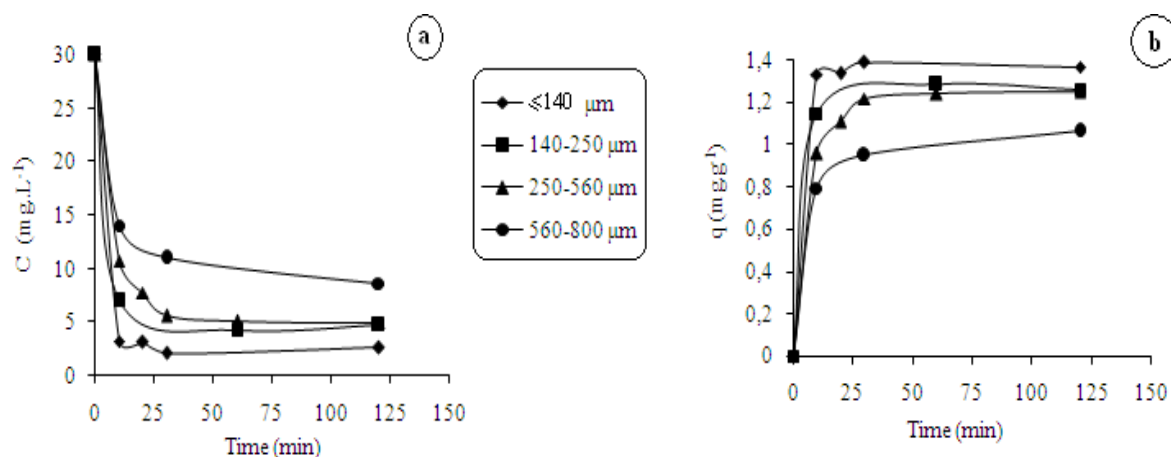 a
30
25
20
15
10
5
0
C (mg.L⁻¹)
0 25 50 75 100 125 150
Time (min)
⩽140 µm
140-250 µm
250-560 µm
560-800 µm
b
1,4
1,2
1
0,8
0,6
0,4
0,2
0
q (mg.g⁻¹)
0 25 50 75 100 125 150
Time (min)